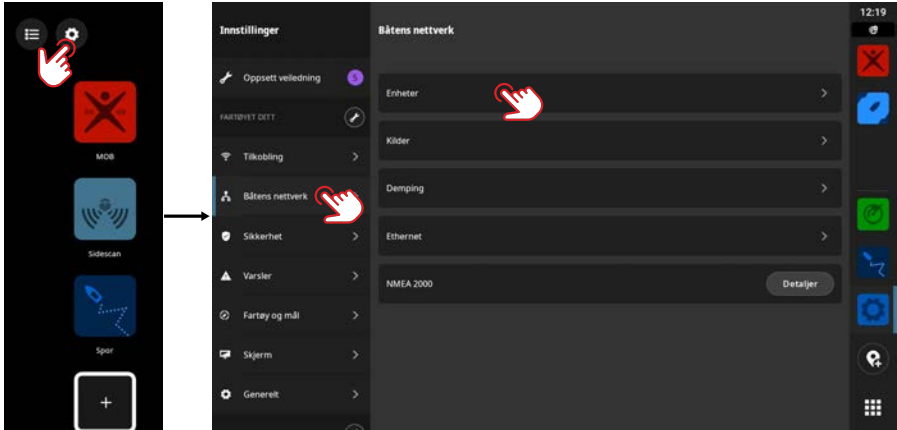 MOB
Sidescan
Spor
Innstillinger
Oppsett veiledning
5
FARTØYET DITT
Tilkobling
Båtens nettverk
Sikkerhet
Varsler
Fartøy og mål
Skjerm
Generelt
Båtens nettverk
Enheter
Kilder
Demping
Ethernet
NMEA 2000
Detaljer
12:19